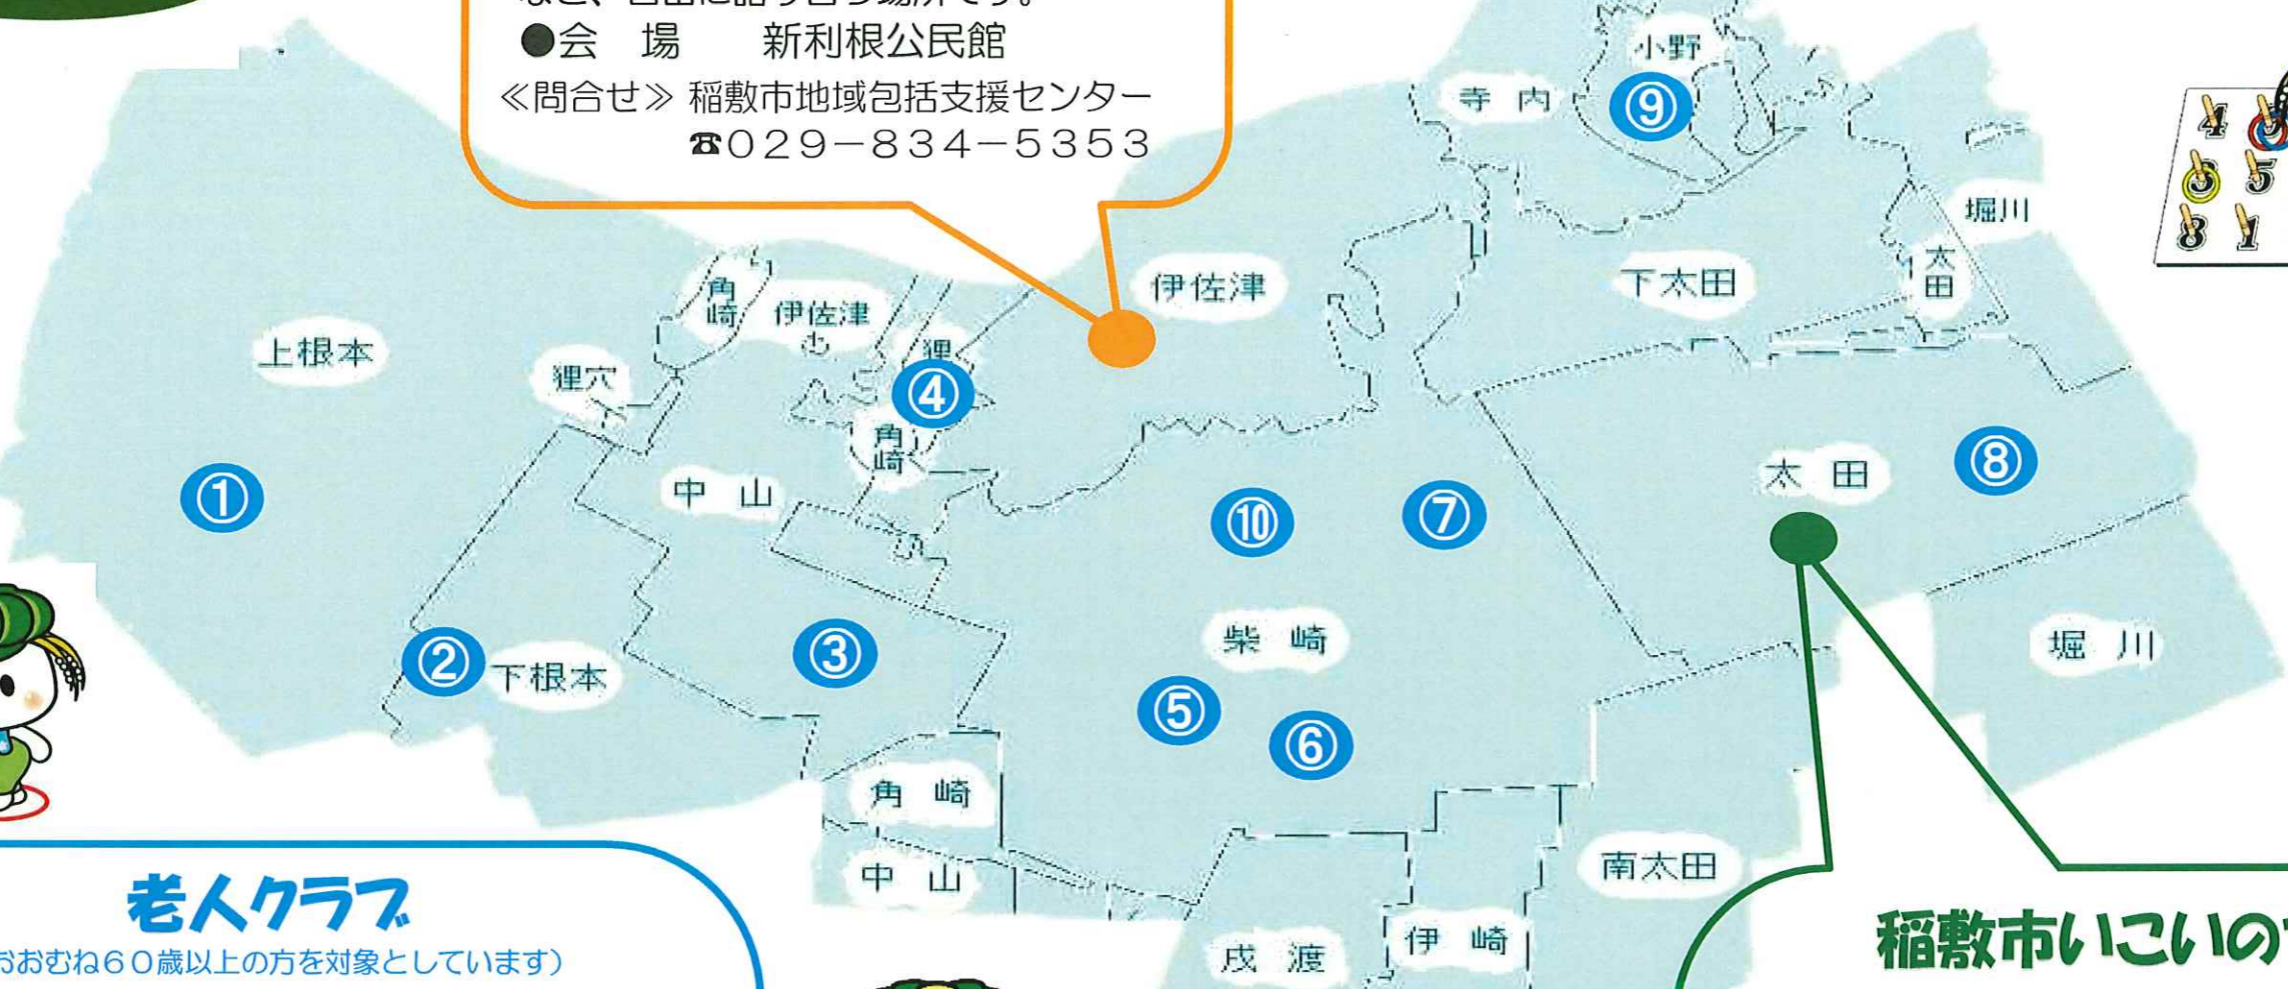 ●会　場　　新利根公民館
≪問合せ≫ 稲敷市地域包括支援センター
☎０２９－８３４－５３５３
小野
寺 内
⑨
堀川
太田
下太田
伊佐津
角崎
伊佐津
上根本
狸穴
狸
④
角崎
中 山
①
⑩
⑦
太 田
⑧
②
下根本
③
柴 崎
⑤
⑥
堀 川
角 崎
中 山
南太田
戌 渡
伊 崎
老人クラブ
おおむね６０歳以上の方を対象としています）
稲敷市いこいの
4
3 5
8 1